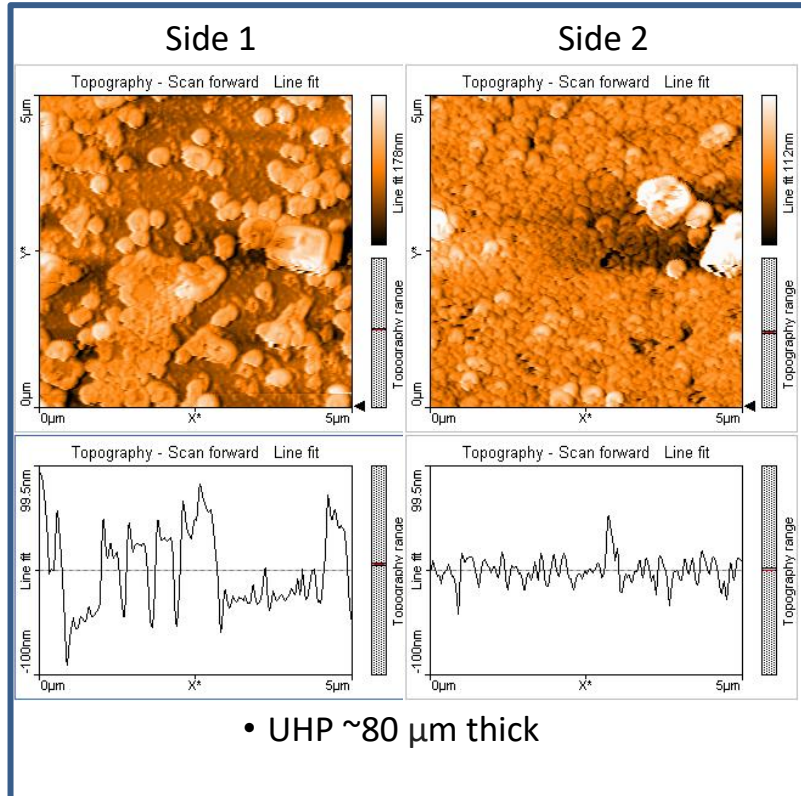 Side 1
Side 2
Topography - Scan forward Line fit
5µm
Y*
0µm
0µm X* 5µm
Line fit 178nm
Topography range
Topography - Scan forward Line fit
5µm
Y*
0µm
0µm X* 5µm
Line fit 112nm
Topography range
Topography - Scan forward Line fit
99.5nm
Line fit
-100nm
0µm X* 5µm
Topography range
Topography - Scan forward Line fit
99.5nm
Line fit
-100nm
0µm X* 5µm
Topography range
• UHP ~80 µm thick